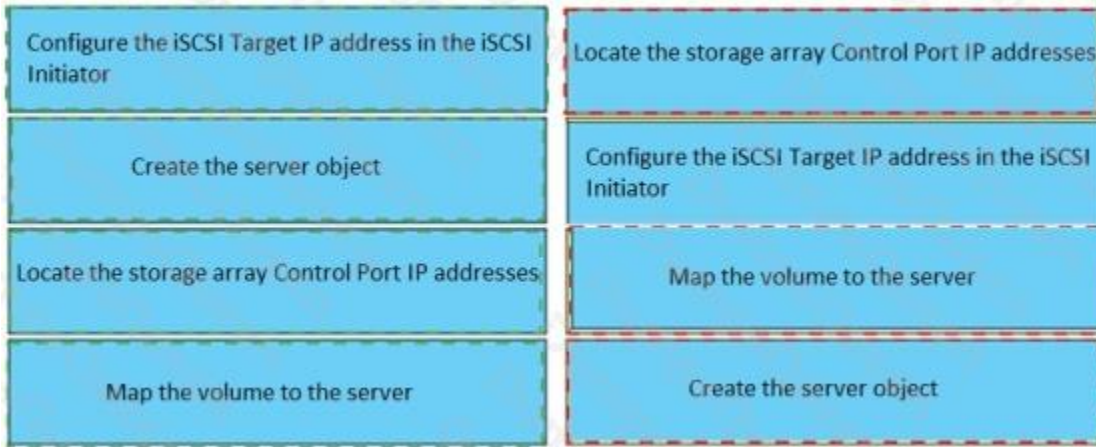 Configure the iSCSI Target IP address in the iSCSI
Initiator
Create the server object
Locate the storage array Control Port IP addresses
Map the volume to the server
Locate the storage array Control Port IP addresses
Configure the iSCSI Target IP address in the iSCSI
Initiator
Map the volume to the server
Create the server object